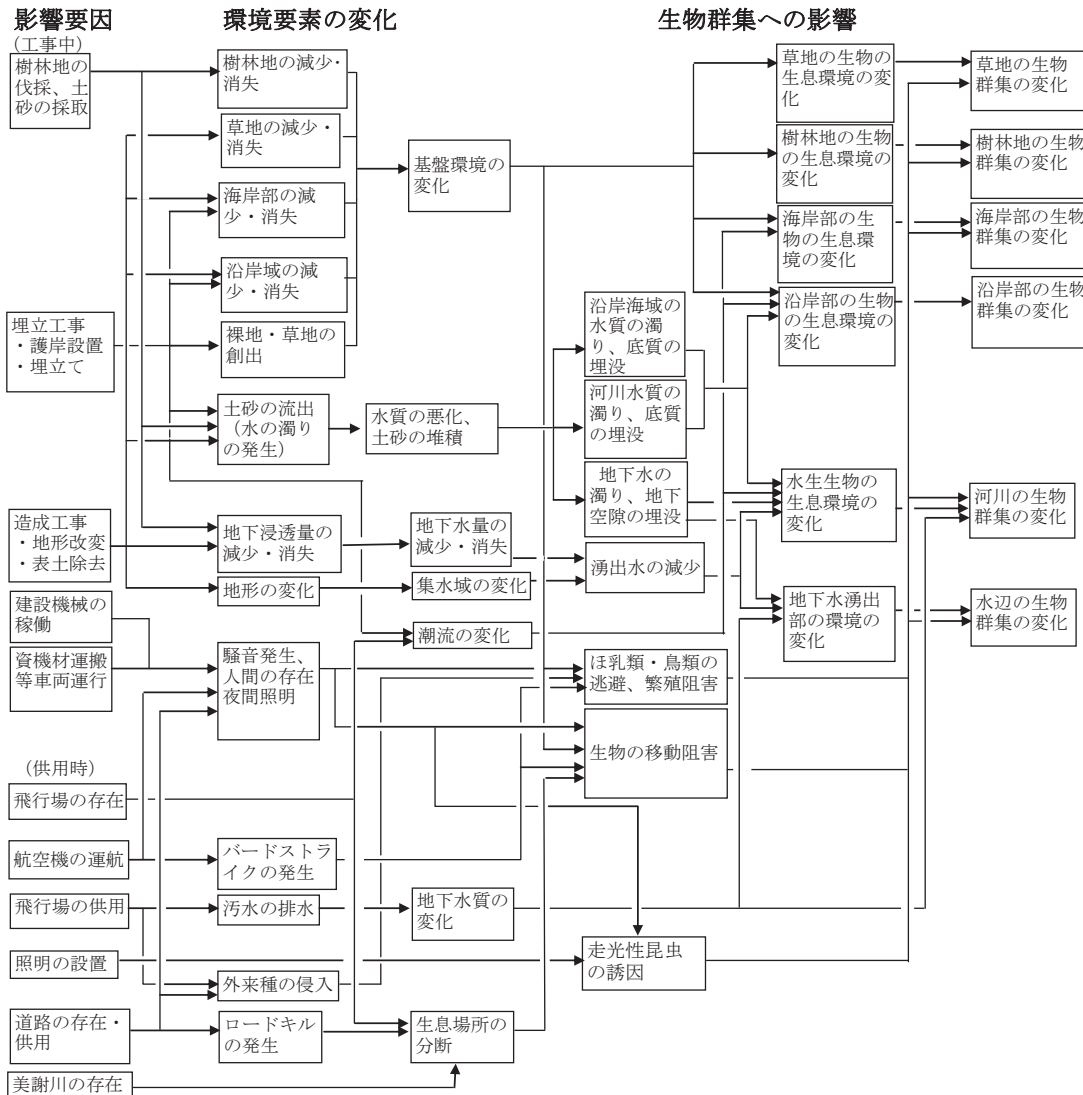 影響要因
環境要素の変化
生物群集への影響
(工事中)
樹林地の
伐採、土
砂の採取
埋立工事
・護岸設置
・埋立て
造成工事
・地形改変
・表土除去
建設機械の
稼働
資機材運搬
等車両運行
(供用時)
飛行場の存在
航空機の運航
飛行場の供用
照明の設置
道路の存在・
供用
美謝川の存在
樹林地の減少・
消失
草地の減少・
消失
海岸部の減
少・消失
沿岸域の減
少・消失
裸地・草地の
創出
土砂の流出
(水の濁り
の発生)
地下浸透量の
減少・消失
地形の変化
騒音発生、
人間の存在
夜間照明
バードストラ
イクの発生
汚水の排水
外来種の侵入
ロードキル
の発生
基盤環境の
変化
水質の悪化、
土砂の堆積
地下水量の
減少・消失
集水域の変化
潮流の変化
地下水質の
変化
生息場所の
分断
沿岸海域の
水質の濁
り、底質の
埋没
河川水質の
濁り、底質
の埋没
地下水の
濁り、地下
空隙の埋没
湧出水の減少
ほ乳類・鳥類の
逃避、繁殖阻害
生物の移動阻害
走光性昆虫
の誘因
草地の生物の
生息環境の変
化
樹林地の生物
の生息環境の
変化
海岸部の生
物の生息環
境の変化
沿岸部の生物
の生息環境の
変化
水生生物の
生息環境の
変化
地下水湧出
部の環境の
変化
草地の生物
群集の変化
樹林地の生物
群集の変化
海岸部の生物
群集の変化
沿岸部の生物
群集の変化
河川の生物
群集の変化
水辺の生物
群集の変化